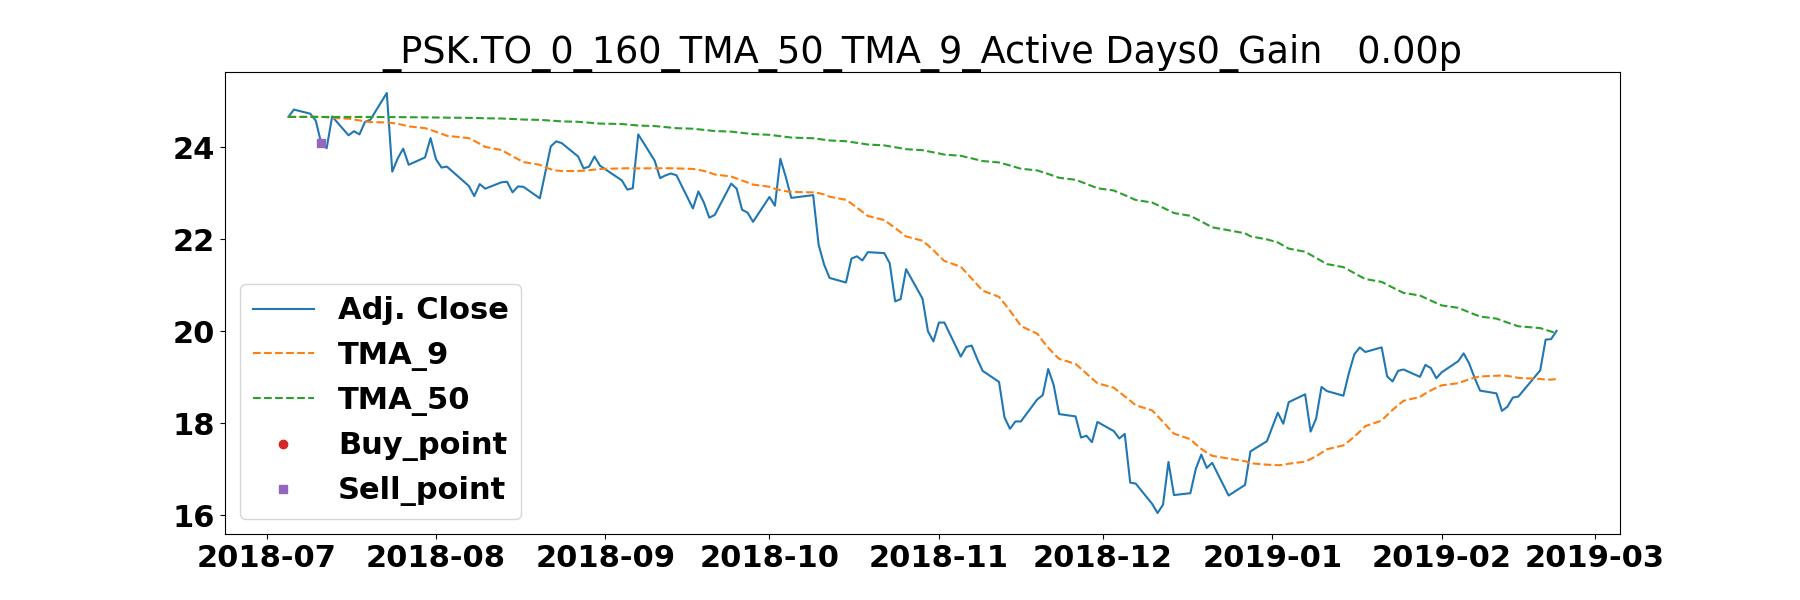 _PSK.TO_0_160_TMA_50_TMA_9_Active Days0_Gain   0.00p
24
22
20
18
16
Adj. Close
TMA_9
TMA_50
Buy_point
Sell_point
2018-07 2018-08 2018-09 2018-10 2018-11 2018-12 2019-01 2019-02 2019-03